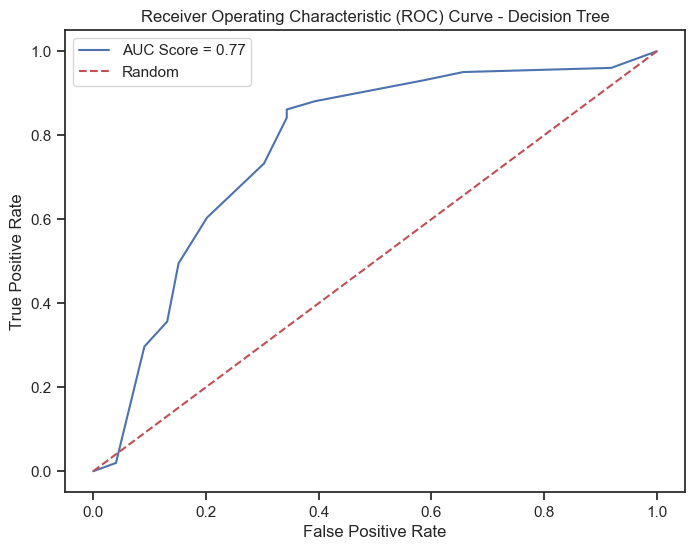 Receiver Operating Characteristic (ROC) Curve - Decision Tree
AUC Score = 0.77
Random
True Positive Rate
1.0
0.8
0.6
0.4
0.2
0.0
0.0 0.2 0.4 0.6 0.8 1.0
False Positive Rate